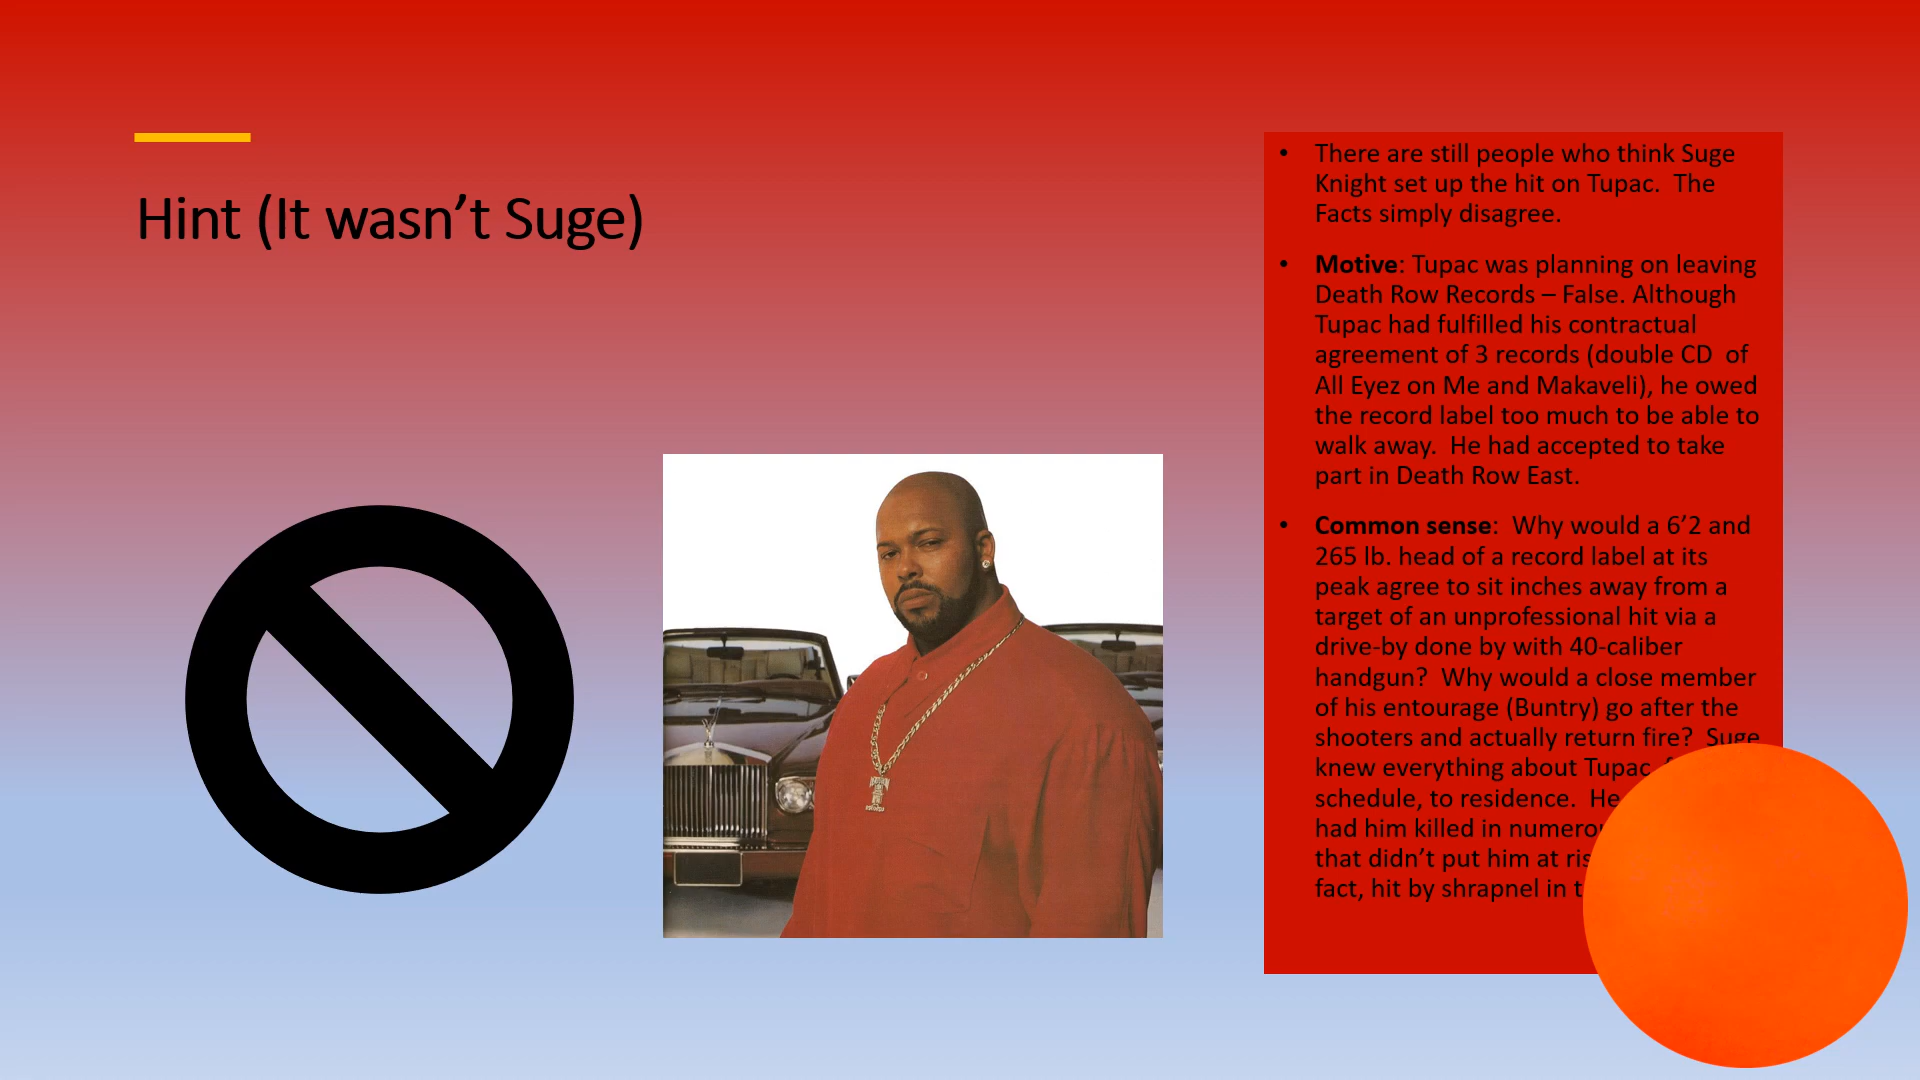 Hint (It wasn’t Suge)
• There are still people who think Suge
Knight set up the hit on Tupac.  The
Facts simply disagree.
• Motive: Tupac was planning on leaving
Death Row Records – False. Although
Tupac had fulfilled his contractual
agreement of 3 records (double CD  of
All Eyez on Me and Makaveli), he owed
the record label too much to be able to
walk away.  He had accepted to take
part in Death Row East.
• Common sense:  Why would a 6’2 and
265 lb. head of a record label at its
peak agree to sit inches away from a
target of an unprofessional hit via a
drive-by done by with 40-caliber
handgun?  Why would a close member
of his entourage (Buntry) go after the
shooters and actually return fire?  Suge
knew everything about Tupac
schedule, to residence.  He
had him killed in
that didn’t put him at
fact, hit by shrapnel in